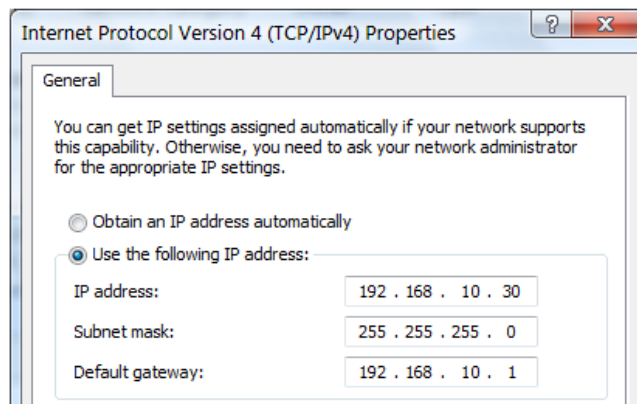 Internet Protocol Version 4 (TCP/IPv4) Properties
? X
General
You can get IP settings assigned automatically if your network supports
this capability. Otherwise, you need to ask your network administrator
for the appropriate IP settings.
Obtain an IP address automatically
Use the following IP address:
IP address: 192 . 168 . 10 . 30
Subnet mask: 255 . 255 . 255 . 0
Default gateway: 192 . 168 . 10 . 1